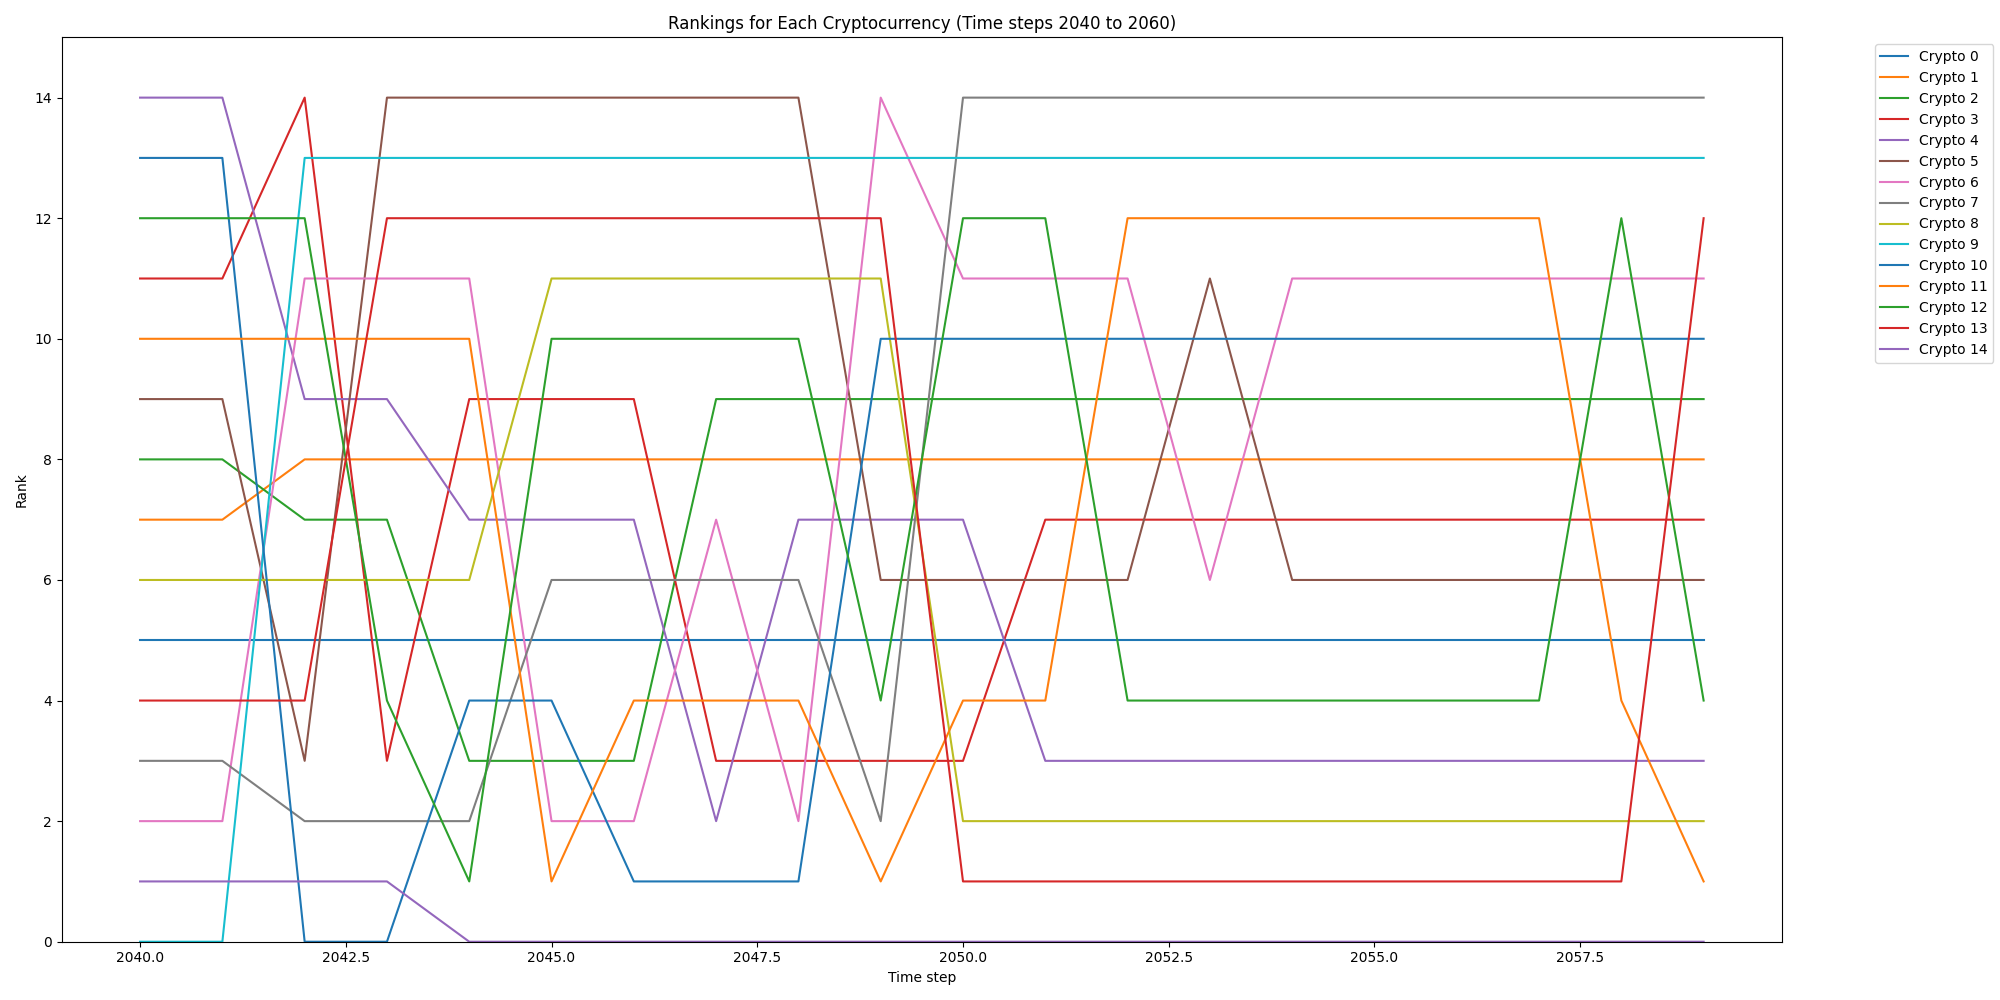 Rankings for Each Cryptocurrency (Time steps 2040 to 2060)
Rank
14
12
10
8
6
4
2
0
2040.0 2042.5 2045.0 2047.5 2050.0 2052.5 2055.0 2057.5
Time step
Crypto 0
Crypto 1
Crypto 2
Crypto 3
Crypto 4
Crypto 5
Crypto 6
Crypto 7
Crypto 8
Crypto 9
Crypto 10
Crypto 11
Crypto 12
Crypto 13
Crypto 14